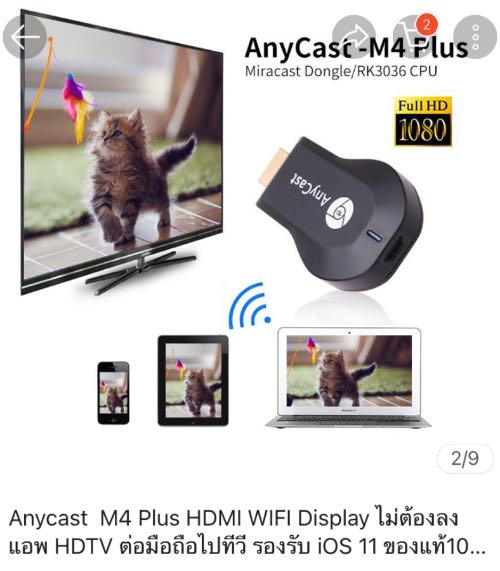 2
AnyCast-M4 Plus
Miracast Dongle/RK3036 CPU
Full HD
1080
AnyCast
2/9
Anycast M4 Plus HDMI WIFI Display ไม่ต้องลง
แอพ HDTV ต่อมือถือไปทีวี รองรับ iOS 11 ของแท้10...